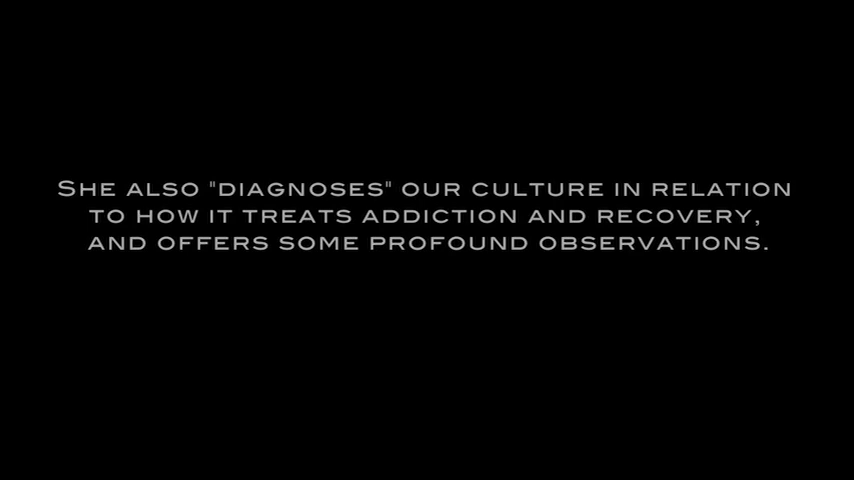 She also "diagnoses" our culture in relation
to how it treats addiction and recovery,
and offers some profound observations.